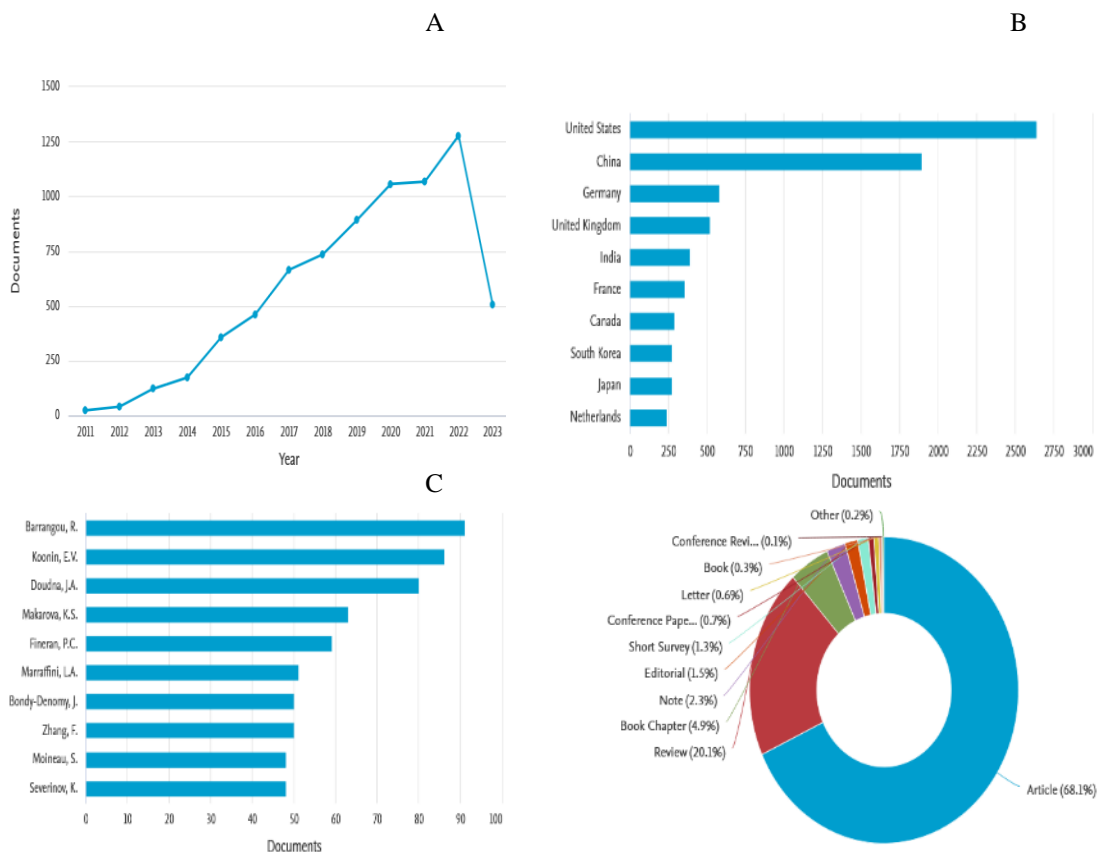 A
B
1500
1250
1000
750
500
250
0
Documents
2011 2012 2013 2014 2015 2016 2017 2018 2019 2020 2021 2022 2023
Year
United States
China
Germany
United Kingdom
India
France
Canada
South Korea
Japan
Netherlands
0 250 500 750 1000 1250 1500 1750 2000 2250 2500 2750 3000
Documents
C
Barrangou, R.
Koonin, E.V.
Doudna, J.A.
Makarova, K.S.
Fineran, P.C.
Marraffini, L.A.
Bondy-Denomy, J.
Zhang, F.
Moineau, S.
Severinov, K.
0 10 20 30 40 50 60 70 80 90 100
Documents
Other (0.2%)
Conference Revi... (0.1%)
Book (0.3%)
Letter (0.6%)
Conference Pape... (0.7%)
Short Survey (1.3%)
Editorial (1.5%)
Note (2.3%)
Book Chapter (4.9%)
Review (20.1%)
Article (68.1%)